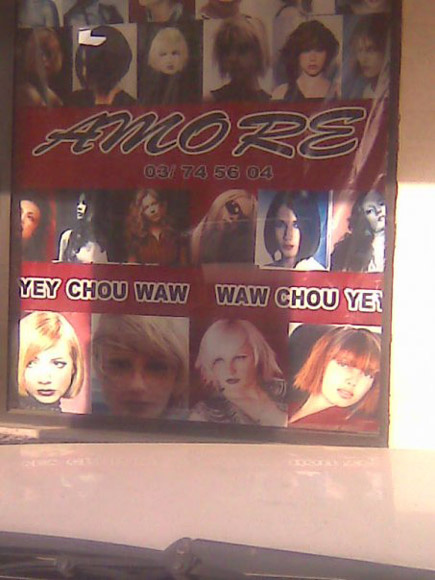 AMORE
03/ 74 56 04
YEY CHOU WAW WAW CHOU YEY